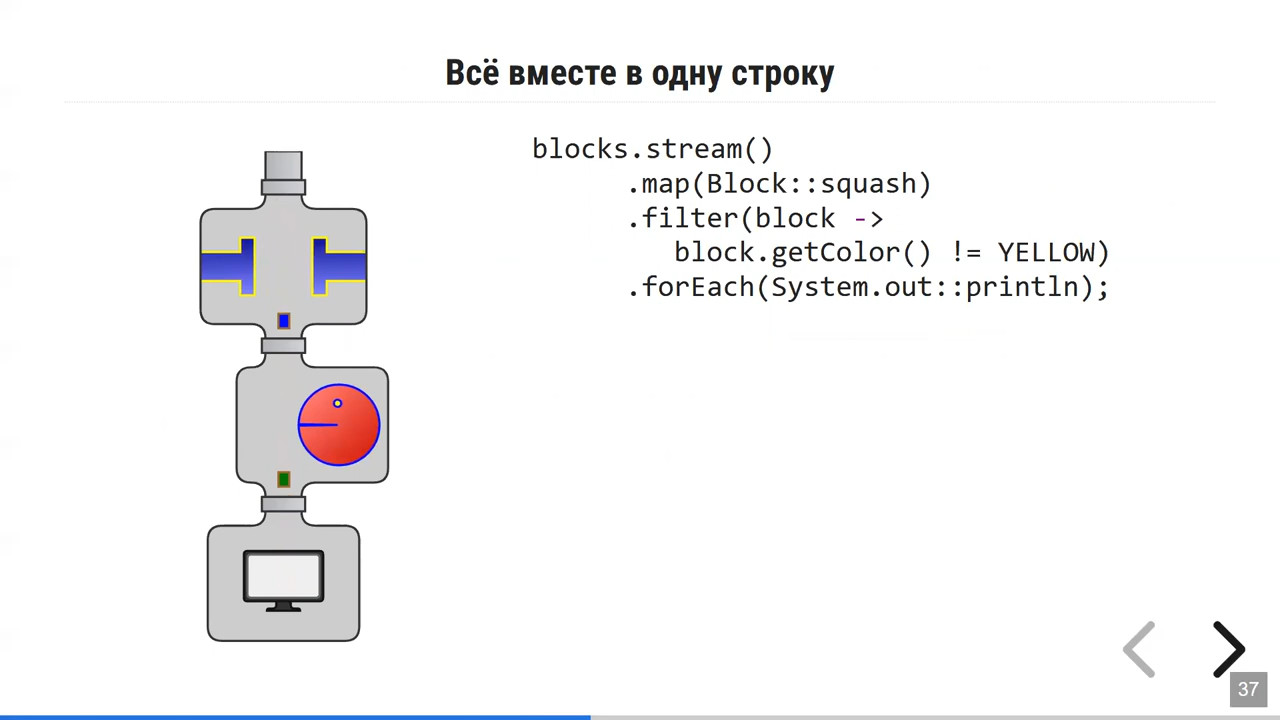 Всё вместе в одну строку
blocks.stream()
.map(Block::squash)
.filter(block ->
block.getColor() != YELLOW)
.forEach(System.out::println);
37